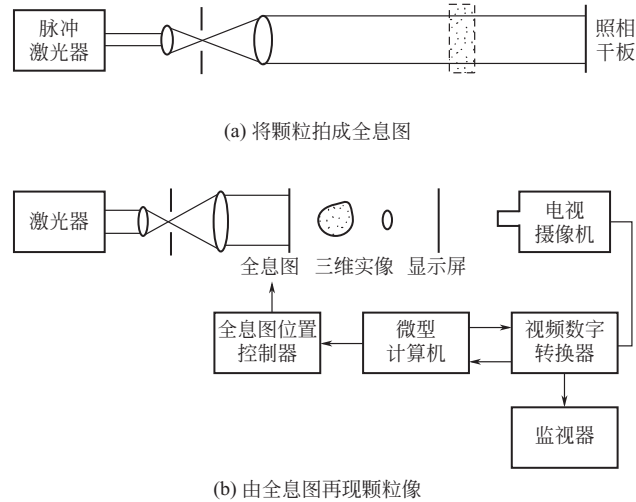 脉冲
激光器
照相
干板
(a) 将颗粒拍成全息图
激光器
电视
摄像机
全息图
三维实像
显示屏
全息图位置
控制器
微型
计算机
视频数字
转换器
监视器
(b) 由全息图再现颗粒像